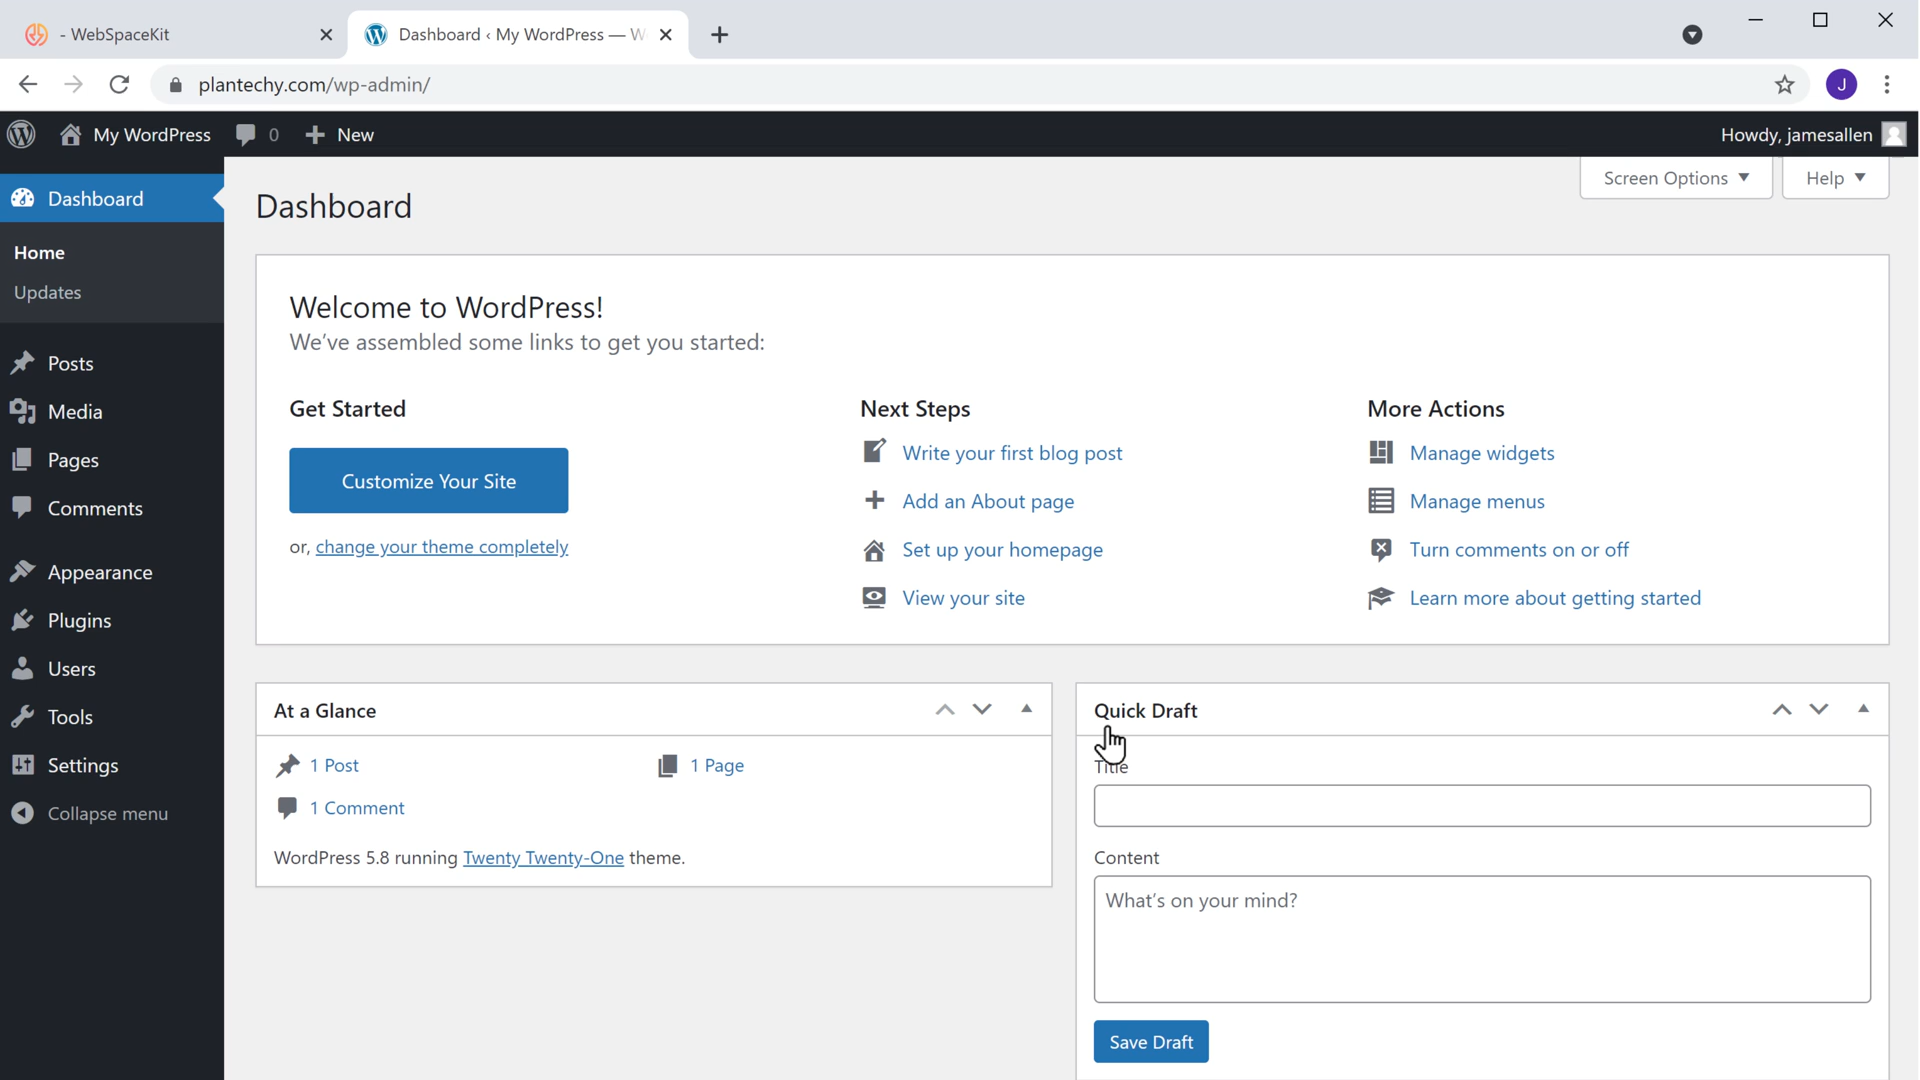 - WebSpaceKit
Dashboard ‹ My WordPress — W
plantechy.com/wp-admin/
J
My WordPress 0 New
Howdy, jamesallen
Dashboard
Home
Updates
Posts
Media
Pages
Comments
Appearance
Plugins
Users
Tools
Settings
Collapse menu
Screen Options
Help
Dashboard
Welcome to WordPress!
We've assembled some links to get you started:
Get Started
Customize Your Site
or, change your theme completely
Next Steps
Write your first blog post
Add an About page
Set up your homepage
View your site
More Actions
Manage widgets
Manage menus
Turn comments on or off
Learn more about getting started
At a Glance
1 Post
1 Page
1 Comment
WordPress 5.8 running Twenty Twenty-One theme.
Quick Draft
Title
Content
What's on your mind?
Save Draft